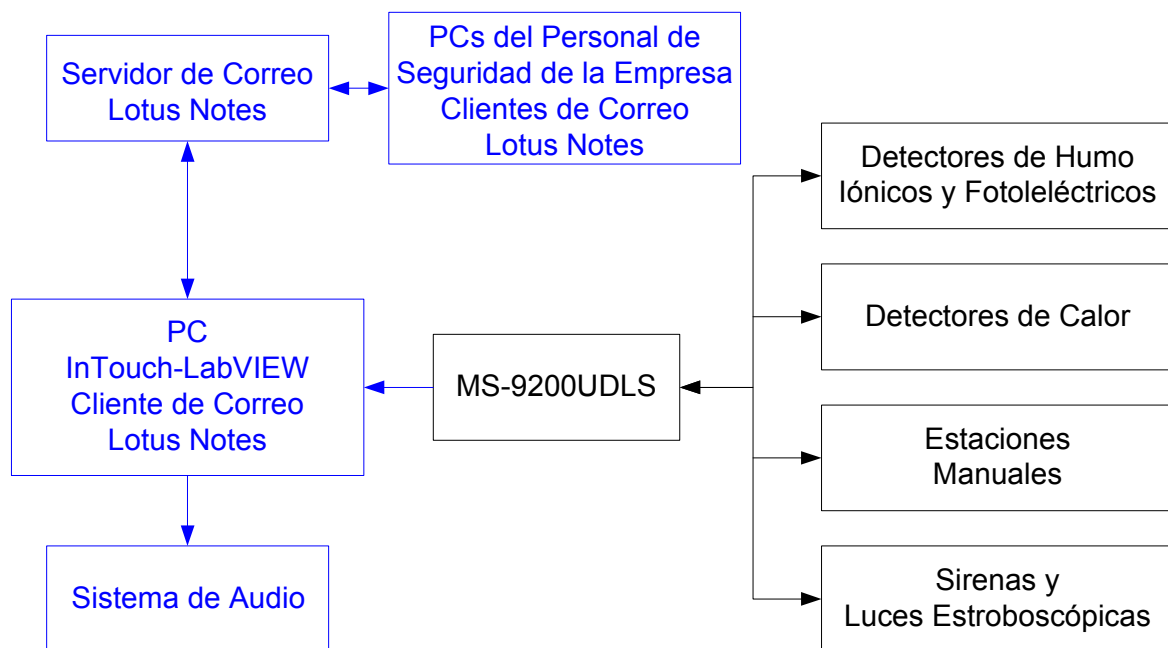 Servidor de Correo
Lotus Notes
PCs del Personal de
Seguridad de la Empresa
Clientes de Correo
Lotus Notes
Detectores de Humo
Iónicos y Fotoleléctricos
PC
InTouch-LabVIEW
Cliente de Correo
Lotus Notes
MS-9200UDLS
Detectores de Calor
Estaciones
Manuales
Sistema de Audio
Sirenas y
Luces Estroboscópicas